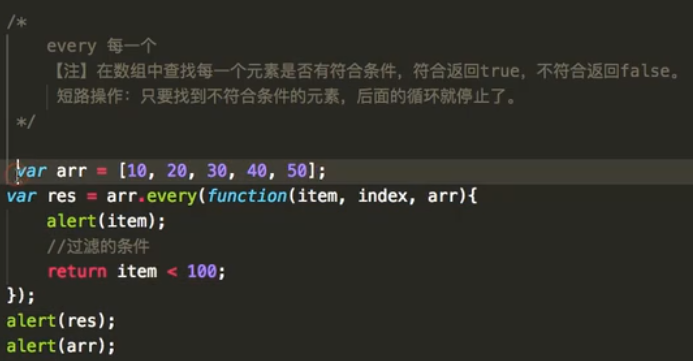 /*
every 每一个
【注】在数组中查找每一个元素是否有符合条件，符合返回true，不符合返回false。
短路操作：只要找到不符合条件的元素，后面的循环就停止了。
*/
var arr = [10, 20, 30, 40, 50];
var res = arr.every(function(item, index, arr){
alert(item);
//过滤的条件
return item < 100;
});
alert(res);
alert(arr);